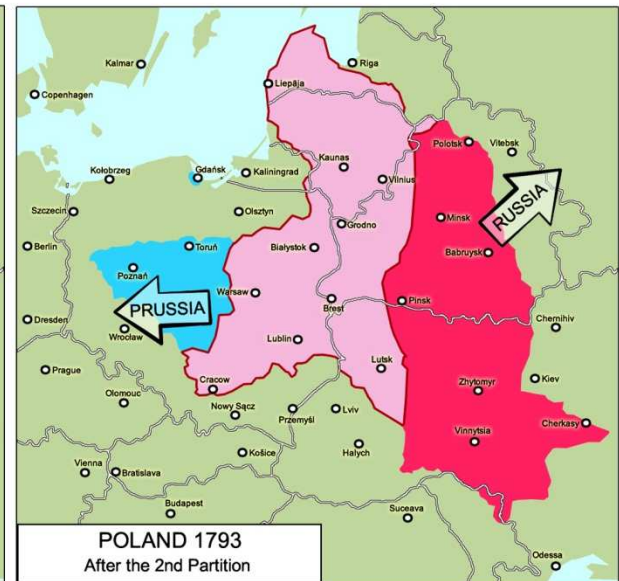 Kalmar
Riga
Copenhagen
Liepāja
Polotsk
Vitebsk
Kaunas
Vilnius
Kołobrzeg
Gdańsk
Kaliningrad
RUSSIA
Szczecin
Olsztyn
Minsk
Grodno
Berlin
Toruń
Białystok
Babruysk
Poznań
Warsaw
Brest
Pinsk
PRUSSIA
Dresden
Wrocław
Lublin
Chernihiv
Prague
Lutsk
Cracow
Zhytomyr
Kiev
Olomouc
Nowy Sącz
Przemyśl
Lviv
Cherkasy
Vinnytsia
Košice
Halych
Vienna
Bratislava
Budapest
Suceava
Odessa
POLAND 1793
After the 2nd Partition